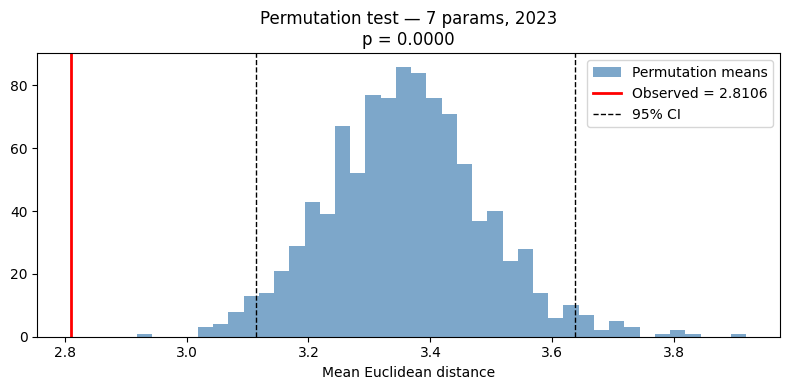 Permutation test — 7 params, 2023
p = 0.0000
Permutation means
Observed = 2.8106
95% CI
80
60
40
20
0
2.8 3.0 3.2 3.4 3.6 3.8
Mean Euclidean distance